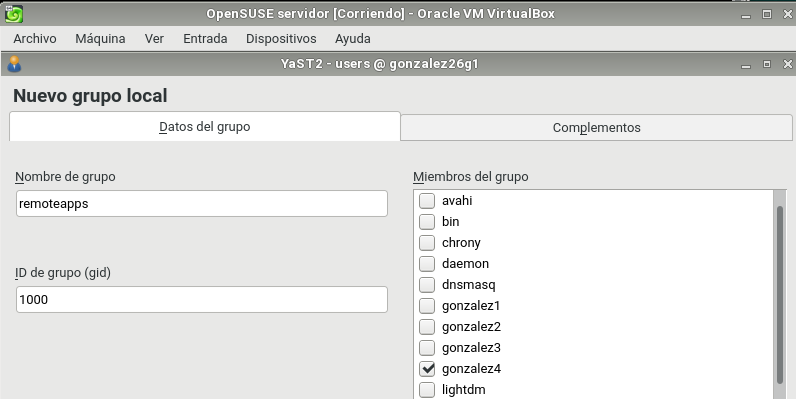 OpenSUSE servidor [Corriendo] - Oracle VM VirtualBox
Archivo Máquina Ver Entrada Dispositivos Ayuda
YaST2 - users @ gonzalez26g1
Nuevo grupo local
Datos del grupo
Complementos
Nombre de grupo
remoteapps
ID de grupo (gid)
1000
Miembros del grupo
avahi
bin
chrony
daemon
dnsmasq
gonzalez1
gonzalez2
gonzalez3
gonzalez4
lightdm